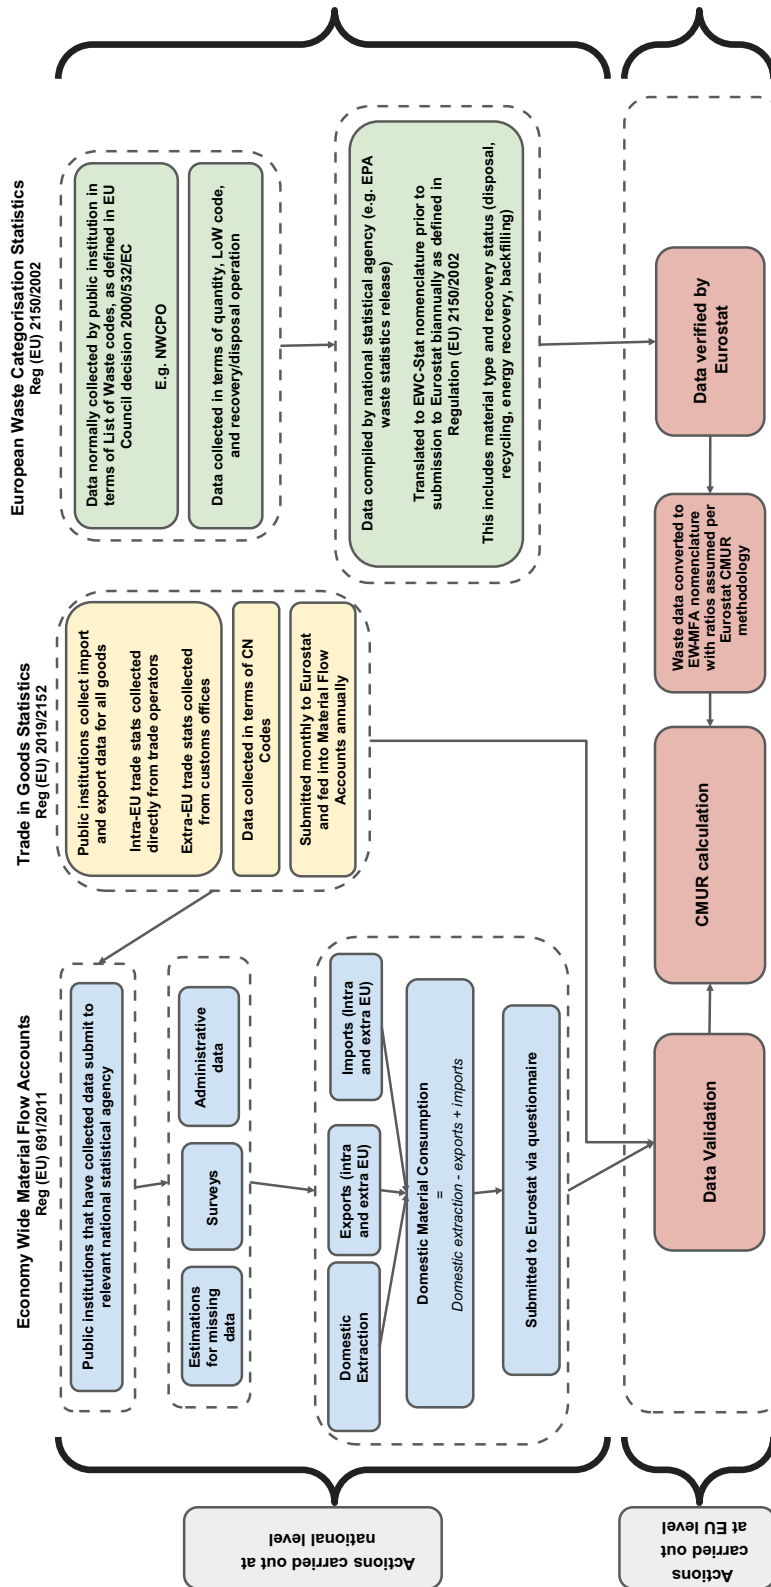 Economy Wide Material Flow Accounts
Reg (EU) 691/2011
Public institutions that have collected data submit to
relevant national statistical agency
Estimations
for missing
data
Surveys
Administrative
data
Domestic
Extraction
Exports (intra
and extra EU)
Imports (Intra
and extra EU)
Domestic Material Consumption
=
Domestic extraction - exports + imports
Submitted to Eurostat via questionnaire
Trade in Goods Statistics
Reg (EU) 2019/2152
Public institutions collect import
and export data for all goods
Intra-EU trade stats collected
directly from trade operators
Extra-EU trade stats collected
from customs offices
Data collected in terms of CN
Codes
Submitted monthly to Eurostat
and fed into Material Flow
Accounts annually
European Waste Categorisation Statistics
Reg (EU) 2150/2002
Data normally collected by public institution in
terms of List of Waste codes, as defined in EU
Council decision 2000/532/EC
E.g. NWCPO
Data collected in terms of quantity, LoW code,
and recovery/disposal operation
Data compiled by national statistical agency (e.g. EPA
waste statistics release)
Translated to EWC-Stat nomenclature prior to
submission to Eurostat biannually as defined in
Regulation (EU) 2150/2002
This includes material type and recovery status (disposal,
recycling, energy recovery, backfilling)
Data Validation
CMUR calculation
Waste data converted to
EW-MFA nomenclature
with ratios assumed per
Eurostat CMUR
methodology
Data verified by
Eurostat
Actions carried out at
national level
Actions
carried out
at EU level